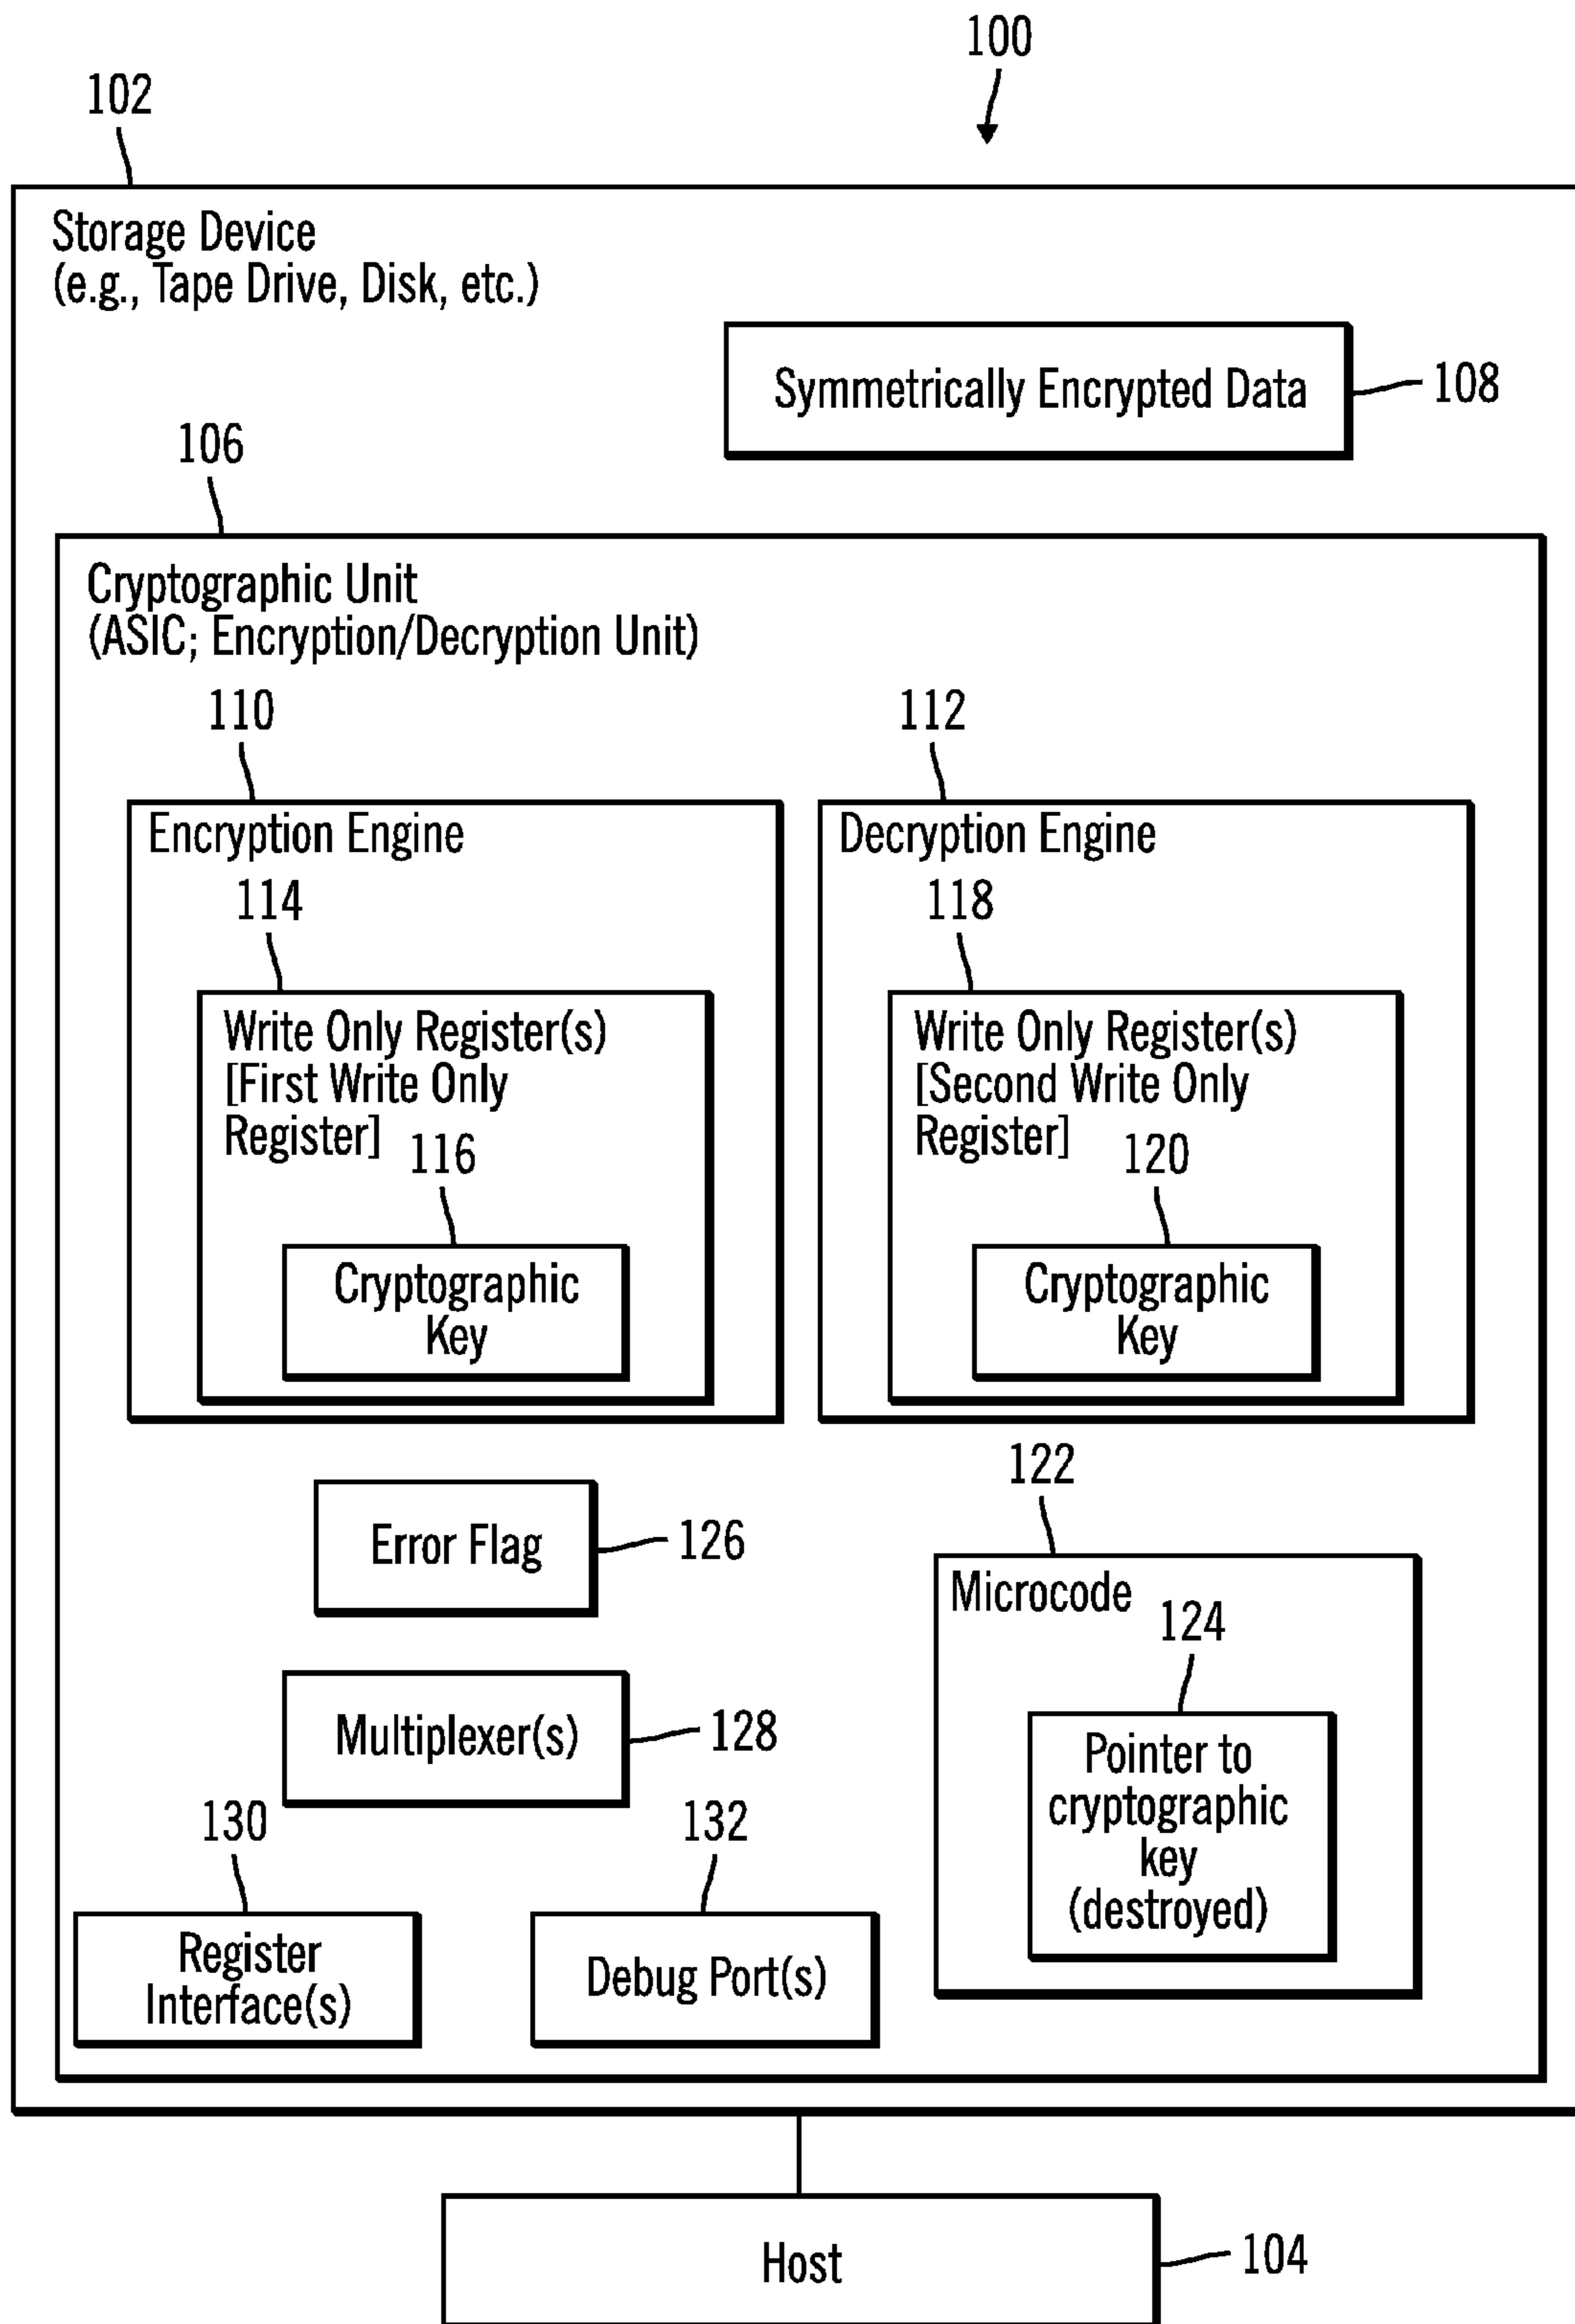 100
102
Storage Device
(e.g., Tape Drive, Disk, etc.)
Symmetrically Encrypted Data
108
106
Cryptographic Unit
(ASIC; Encryption/Decryption Unit)
110
112
Encryption Engine
Decryption Engine
114
118
Write Only Register(s)
[First Write Only
Register]
116
Cryptographic
Key
Write Only Register(s)
[Second Write Only
Register]
120
Cryptographic
Key
122
Error Flag
126
Microcode
124
Pointer to
cryptographic
key
(destroyed)
Multiplexer(s)
128
130
132
Register
Interface(s)
Debug Port(s)
Host
104